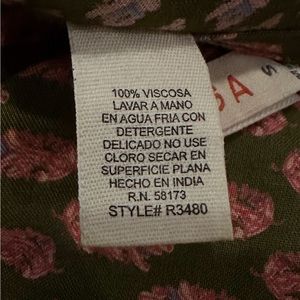 100% VISCOSA
LAVAR A MANO
EN AGUA FRIA CON
DETERGENTE
DELICADO NO USE
CLORO SECAR EN
SUPERFICIE PLANA
HECHO EN INDIA
R.N. 58173
STYLE# R3480
SA
S